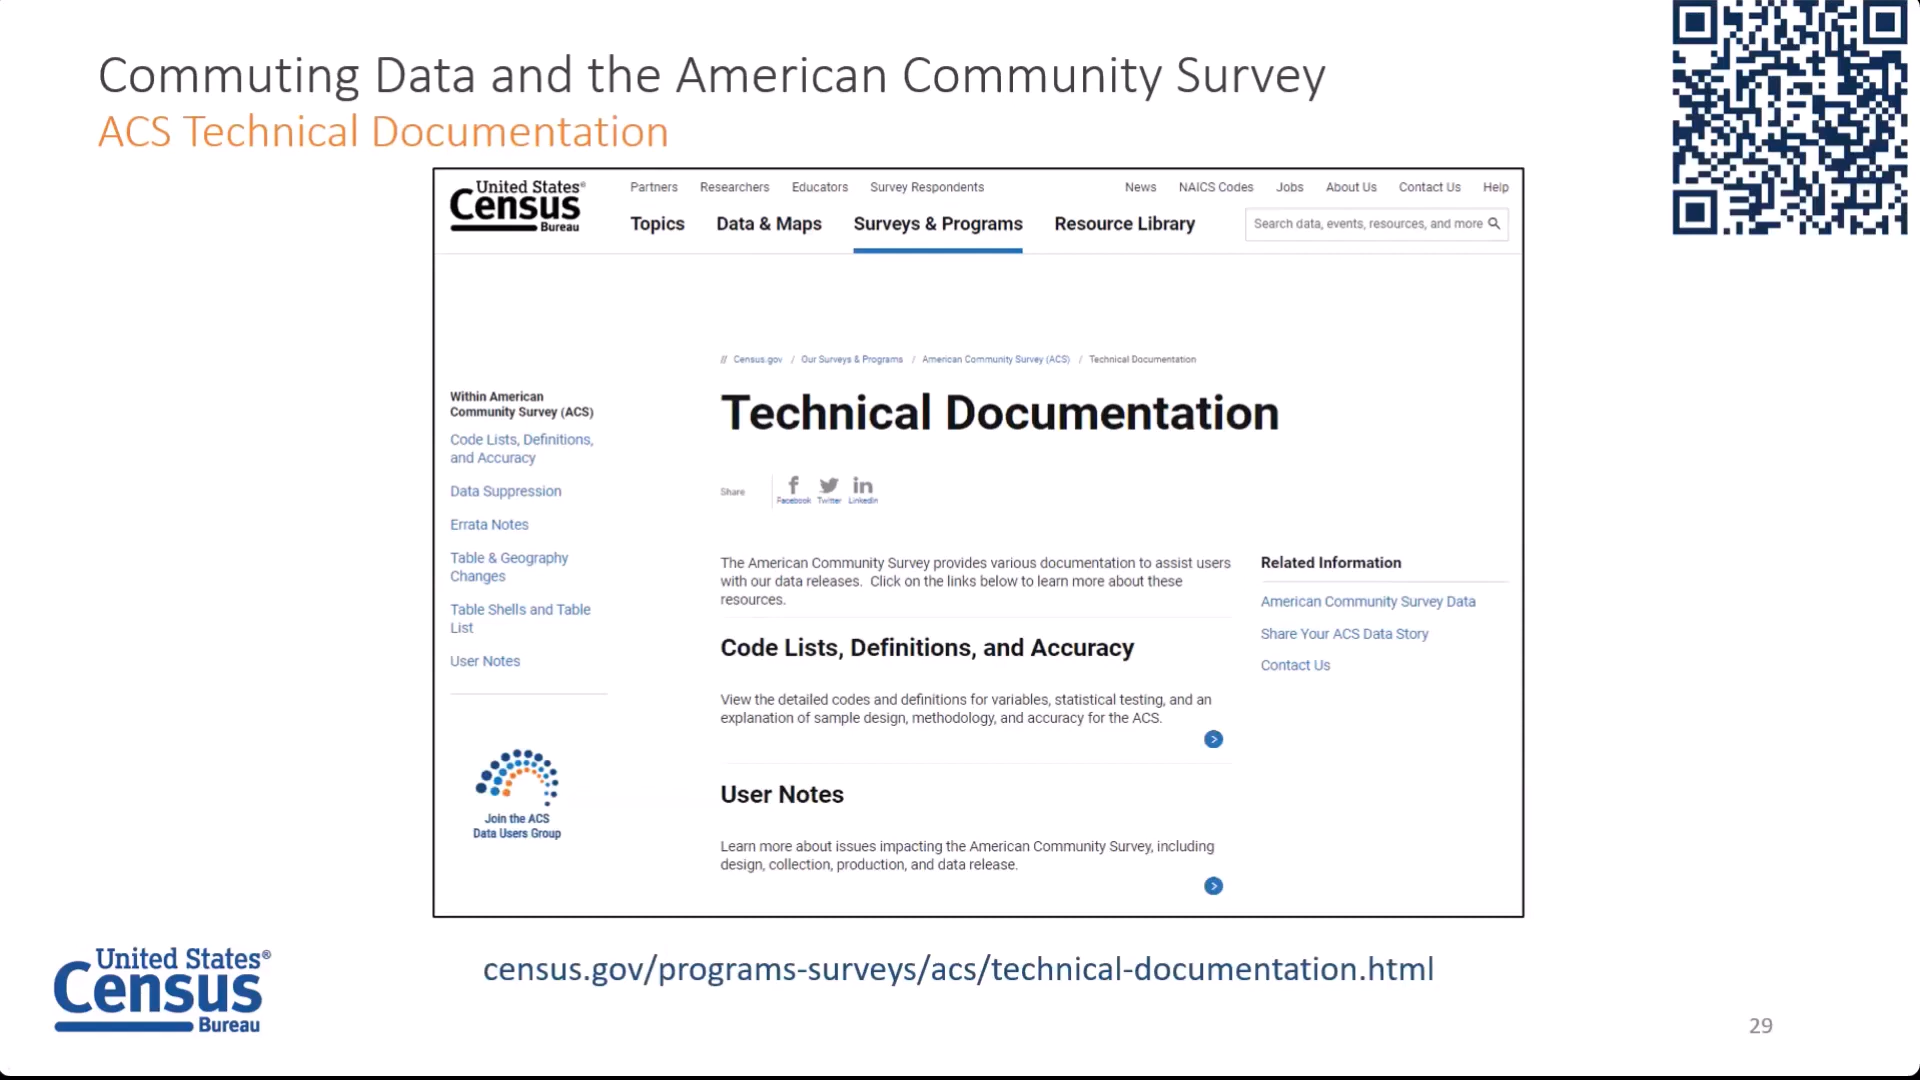 Commuting Data and the American Community Survey
ACS Technical Documentation
United States®
Census
Bureau
Partners Researchers Educators Survey Respondents
News NAICS Codes Jobs About Us Contact Us Help
Topics Data & Maps Surveys & Programs Resource Library
Search data, events, resources, and more
// Census.gov / Our Surveys & Programs / American Community Survey (ACS) / Technical Documentation
Within American
Community Survey (ACS)
Code Lists, Definitions,
and Accuracy
Data Suppression
Errata Notes
Table & Geography
Changes
Table Shells and Table
List
User Notes
Join the ACS
Data Users Group
Technical Documentation
Share
Facebook Twitter LinkedIn
The American Community Survey provides various documentation to assist users
with our data releases. Click on the links below to learn more about these
resources.
Code Lists, Definitions, and Accuracy
View the detailed codes and definitions for variables, statistical testing, and an
explanation of sample design, methodology, and accuracy for the ACS.
User Notes
Learn more about issues impacting the American Community Survey, including
design, collection, production, and data release.
Related Information
American Community Survey Data
Share Your ACS Data Story
Contact Us
United States®
Census
Bureau
census.gov/programs-surveys/acs/technical-documentation.html
29